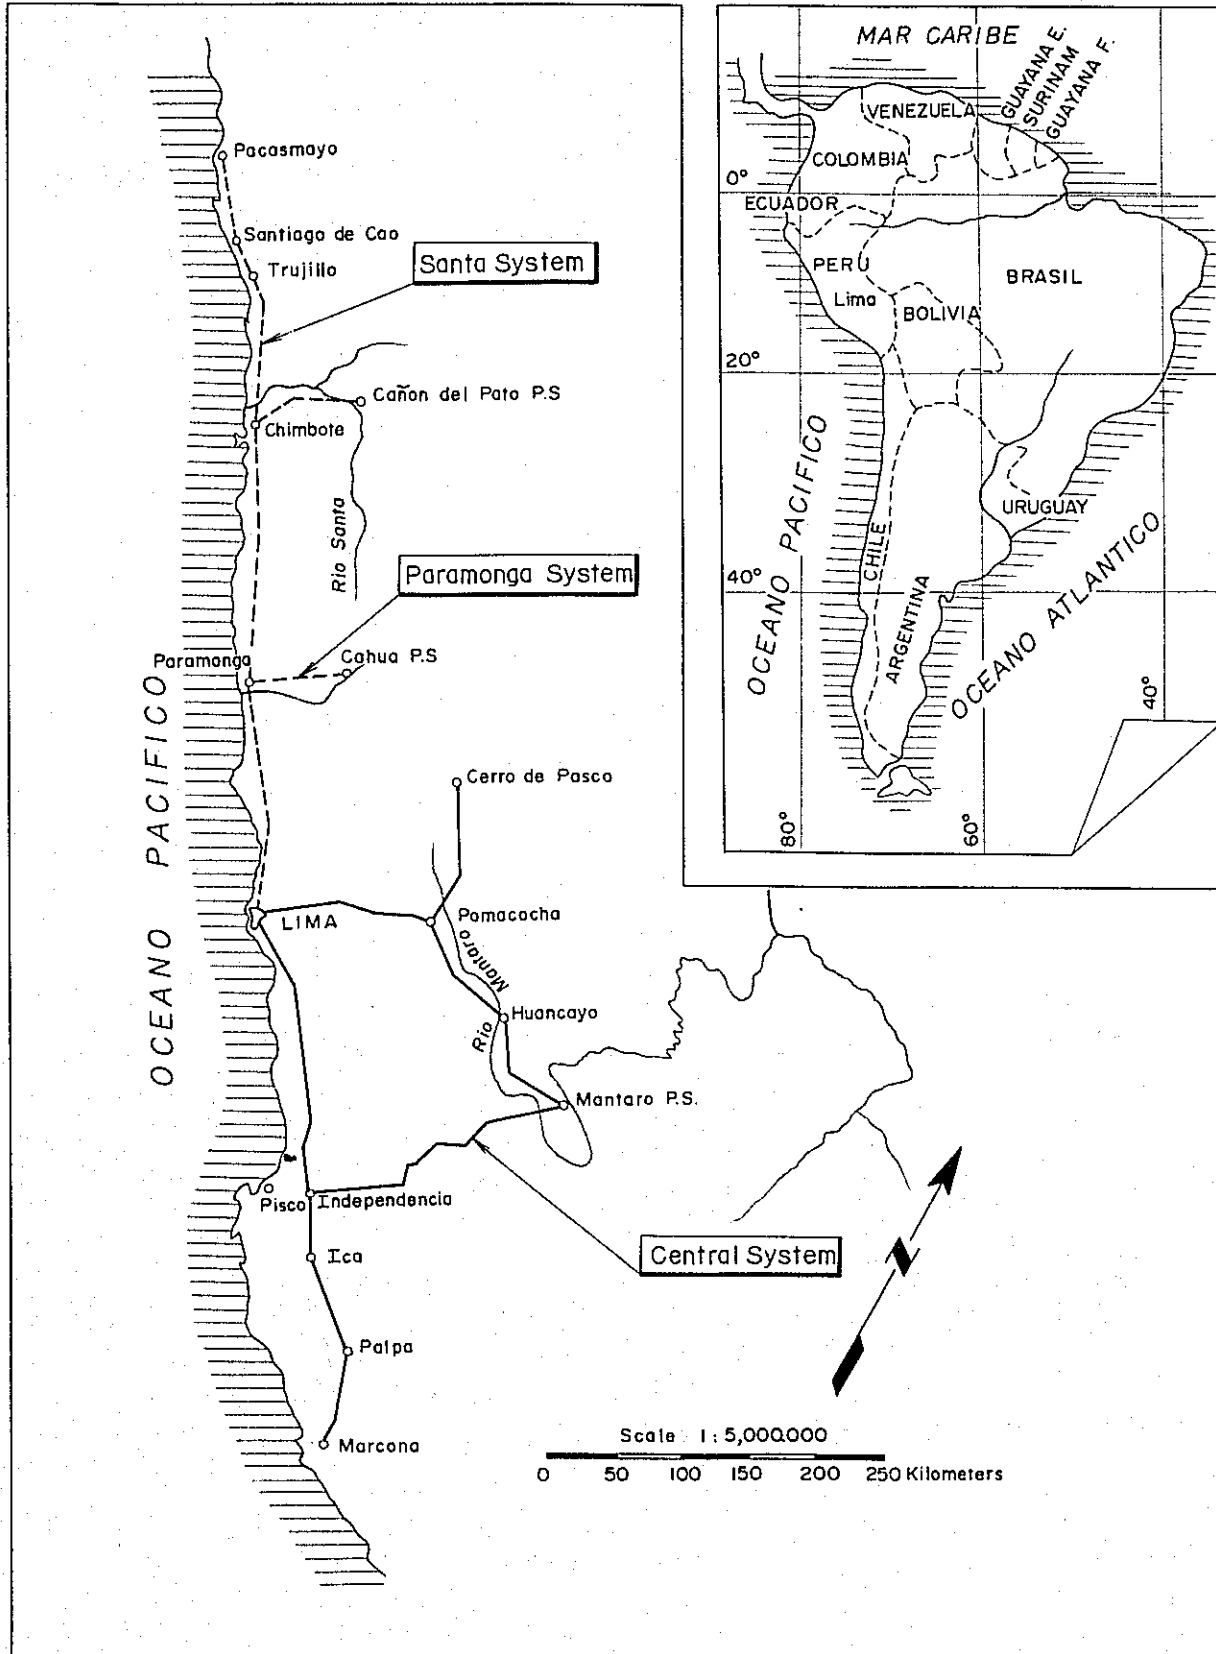 Pacasmayo
Santiago de Cao
Trujillo
Santa System
Cañon del Pato P.S
Chimbote
Rio Santa
Paramonga System
Paramonga
Cahua P.S
OCEANO PACIFICO
Cerro de Pasco
LIMA
Pomacocha
Rio Mantaro
Huancayo
Mantaro P.S.
Pisco
Independencia
Ica
Central System
Palpa
Marcona
Scale 1:5,000.000
0 50 100 150 200 250 Kilometers
MAR CARIBE
GUAYANA E.
SURINAM
GUAYANA F.
VENEZUELA
COLOMBIA
0°
ECUADOR
PERU
BRASIL
Lima
BOLIVIA
20°
OCEANO PACIFICO
URUGUAY
CHILE
40°
ARGENTINA
OCEANO ATLANTICO
80°
60°
40°